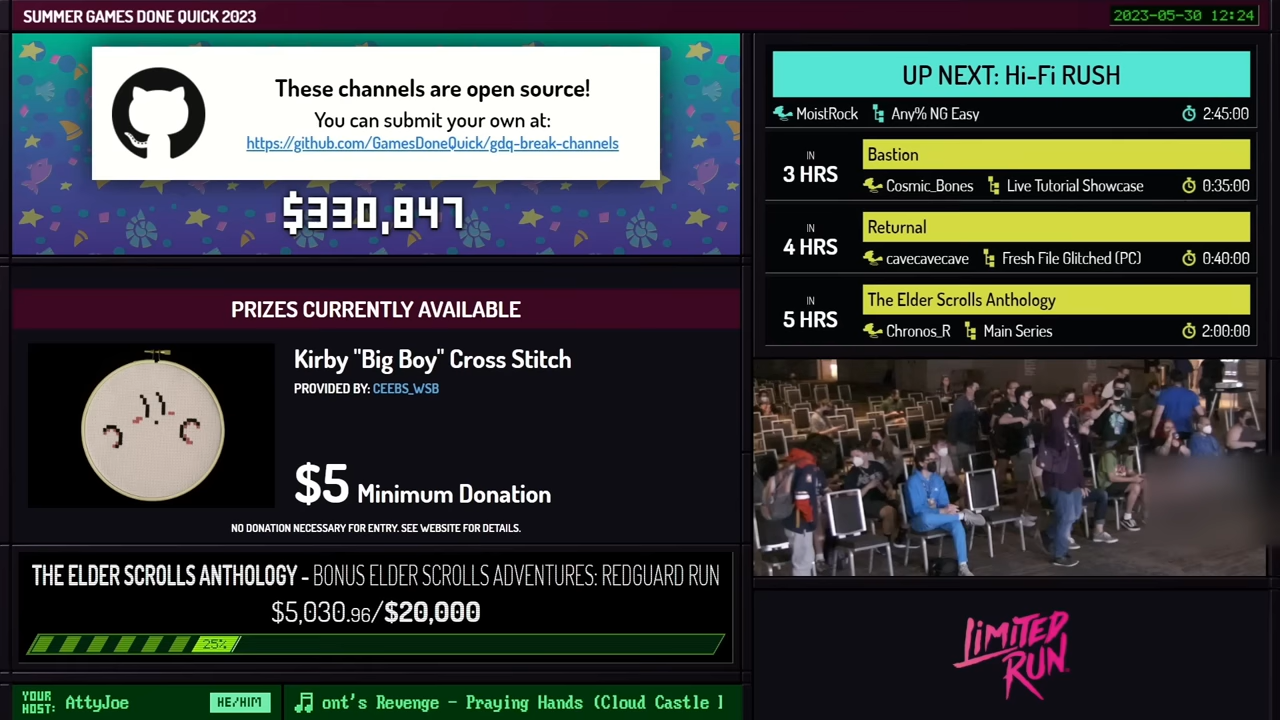 SUMMER GAMES DONE QUICK 2023
2023-05-30 12:24
These channels are open source!
You can submit your own at:
https://github.com/GamesDoneQuick/gdq-break-channels
$330,847
PRIZES CURRENTLY AVAILABLE
Kirby "Big Boy" Cross Stitch
PROVIDED BY: CEEBS_WSB
$5 Minimum Donation
NO DONATION NECESSARY FOR ENTRY. SEE WEBSITE FOR DETAILS.
THE ELDER SCROLLS ANTHOLOGY - BONUS ELDER SCROLLS ADVENTURES: REDGUARD RUN
$5,030.96/$20,000
25%
YOUR HOST: AttyJoe HE/HIM
ont's Revenge - Praying Hands (Cloud Castle
UP NEXT: Hi-Fi RUSH
MoistRock Any% NG Easy 2:45:00
IN 3 HRS
Bastion
Cosmic_Bones Live Tutorial Showcase 0:35:00
IN 4 HRS
Returnal
cavecavecave Fresh File Glitched (PC) 0:40:00
IN 5 HRS
The Elder Scrolls Anthology
Chronos_R Main Series 2:00:00
LIMITED
RUN